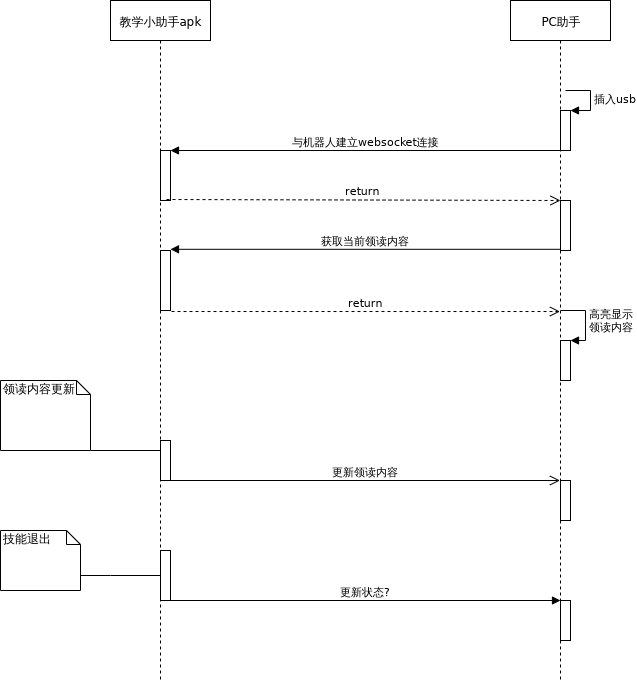 教学小助手apk
PC助手
插入usb
与机器人建立websocket连接
return
获取当前领读内容
return
高亮显示
领读内容
领读内容更新
更新领读内容
技能退出
更新状态?